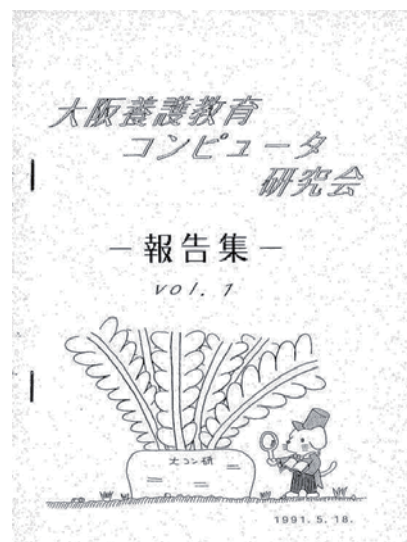 大阪養護教育
コンピュータ
研究会
－報告集－
vol. 1
大コン研
1991. 5. 18.